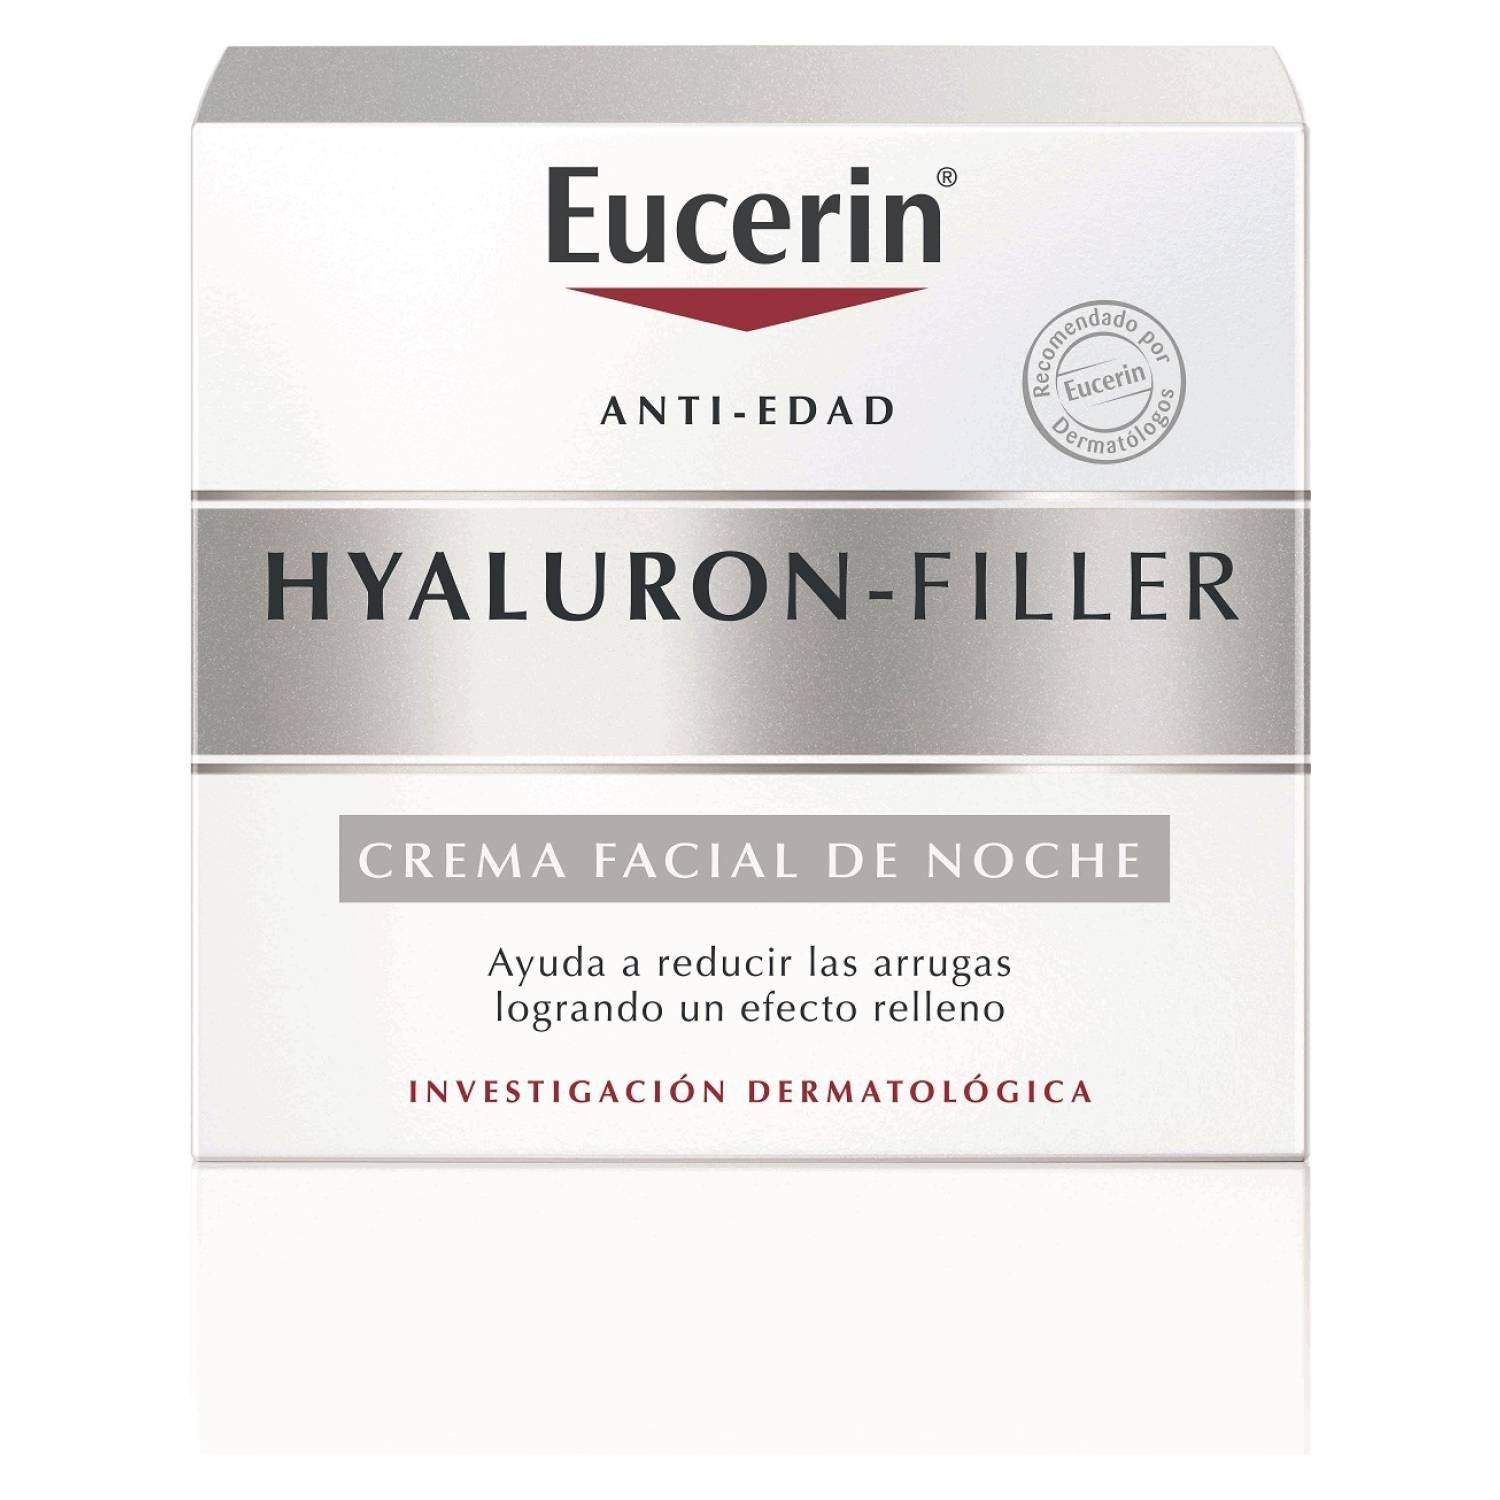 Eucerin®
ANTI-EDAD
Recomendado por
Eucerin
Dermatólogos
HYALURON-FILLER
CREMA FACIAL DE NOCHE
Ayuda a reducir las arrugas
logrando un efecto relleno
INVESTIGACIÓN DERMATOLÓGICA